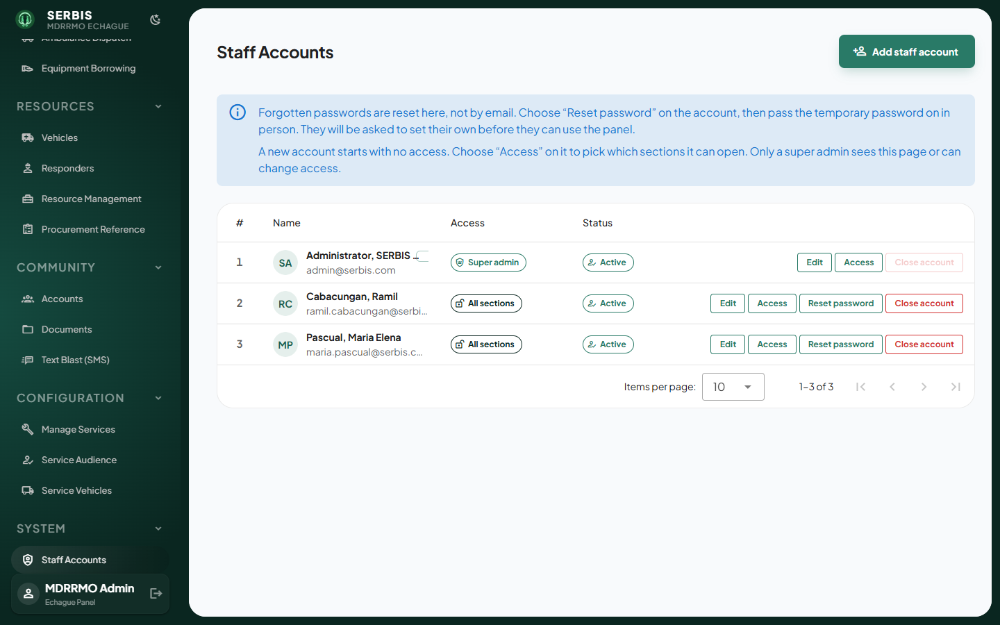 SERBIS
MDRRMO ECHAGUE
Ambulance Dispatch
Equipment Borrowing
RESOURCES
Vehicles
Responders
Resource Management
Procurement Reference
COMMUNITY
Accounts
Documents
Text Blast (SMS)
CONFIGURATION
Manage Services
Service Audience
Service Vehicles
SYSTEM
Staff Accounts
MDRRMO Admin
Echague Panel
Staff Accounts
Add staff account
Forgotten passwords are reset here, not by email. Choose “Reset password” on the account, then pass the temporary password on in
person. They will be asked to set their own before they can use the panel.
A new account starts with no access. Choose “Access” on it to pick which sections it can open. Only a super admin sees this page or can
change access.
# Name Access Status
1 SA Administrator, SERBIS ... Super admin Active Edit Access Close account
admin@serbis.com
2 RC Cabacungan, Ramil All sections Active Edit Access Reset password Close account
ramil.cabacungan@serbi...
3 MP Pascual, Maria Elena All sections Active Edit Access Reset password Close account
maria.pascual@serbis.c...
Items per page: 10 1–3 of 3